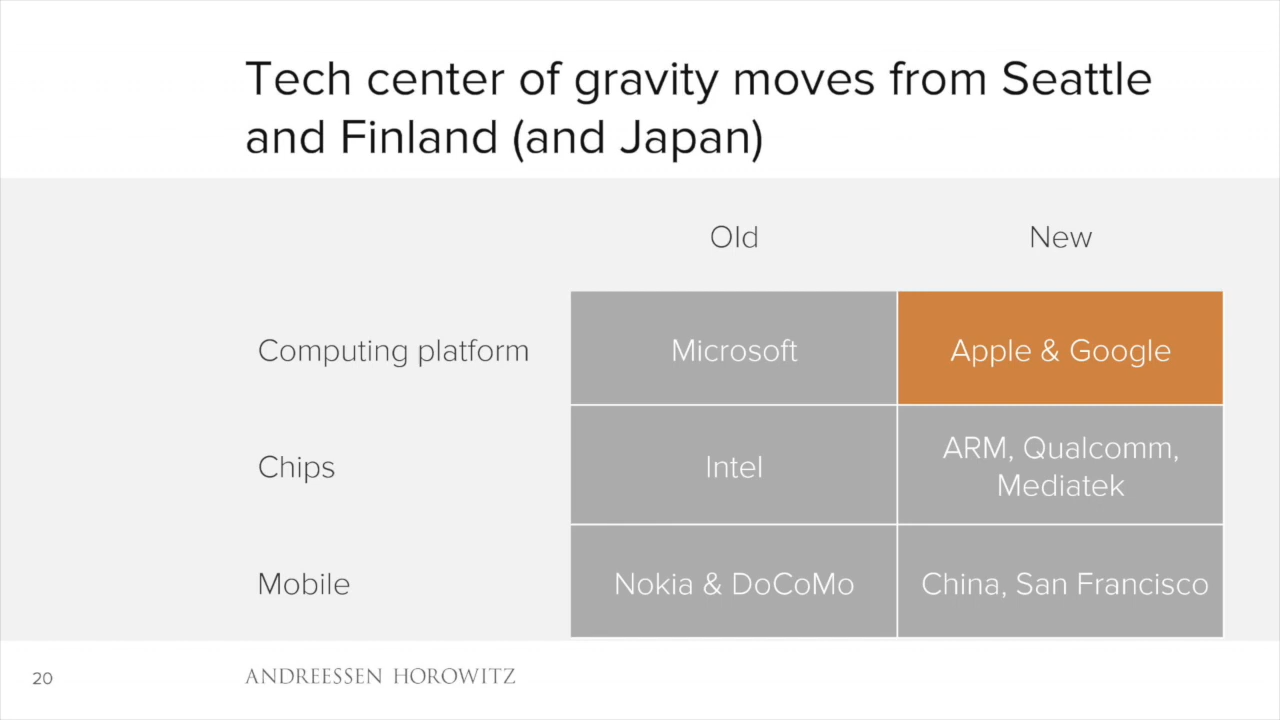 Tech center of gravity moves from Seattle
and Finland (and Japan)
Old New
Computing platform Microsoft Apple & Google
Chips Intel ARM, Qualcomm,
Mediatek
Mobile Nokia & DoCoMo China, San Francisco
20 ANDREESSEN HOROWITZ